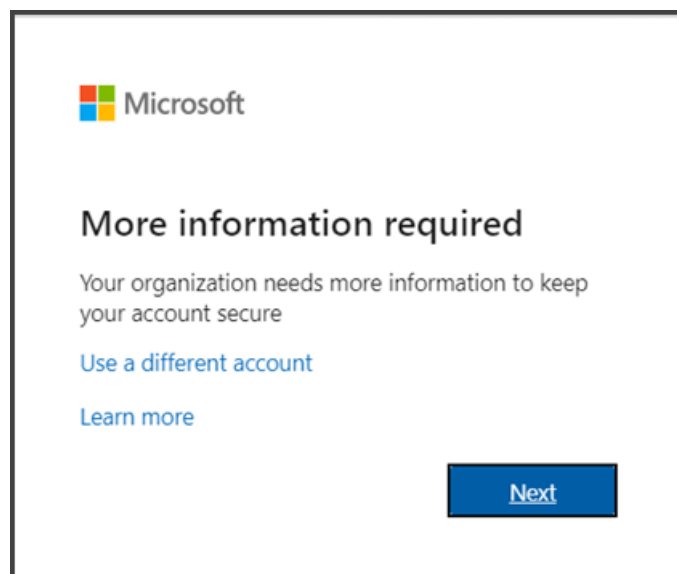 Microsoft
More information required
Your organization needs more information to keep
your account secure
Use a different account
Learn more
Next